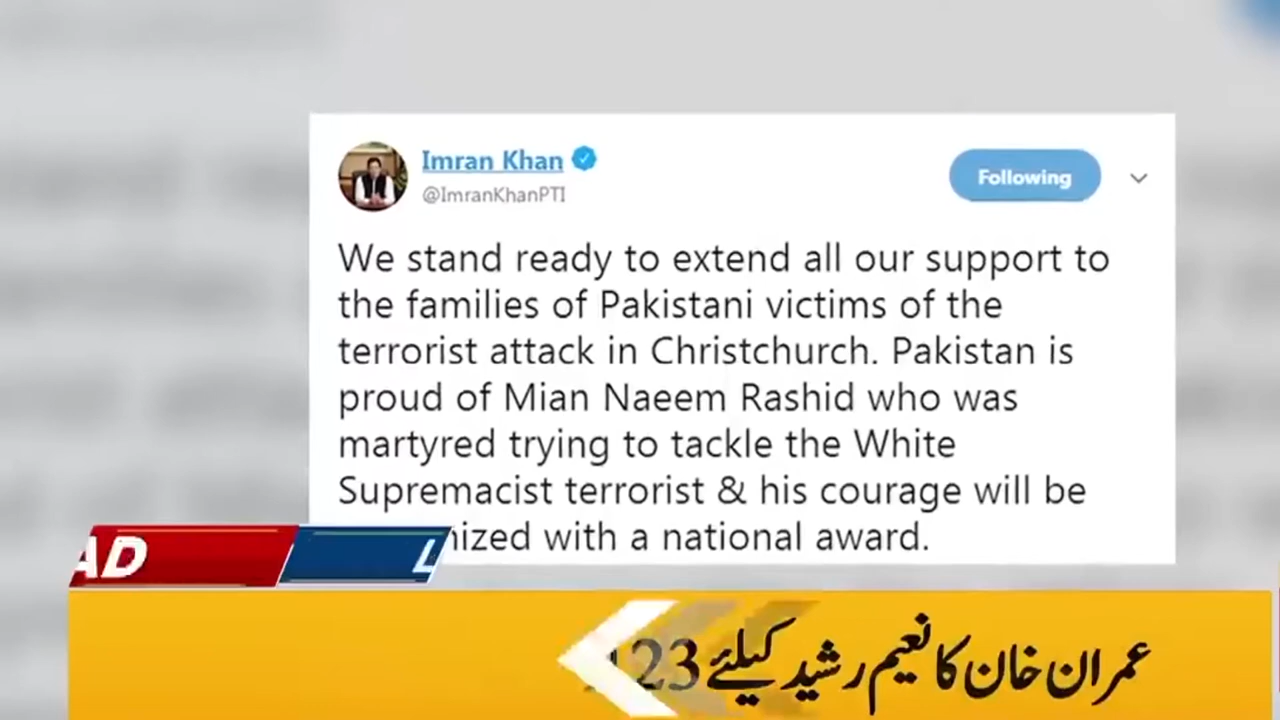 Imran Khan
@ImranKhanPTI
Following
We stand ready to extend all our support to
the families of Pakistani victims of the
terrorist attack in Christchurch. Pakistan is
proud of Mian Naeem Rashid who was
martyred trying to tackle the White
Supremacist terrorist & his courage will be
with a national award.
عمران خان کا نعیم رشید کیلئے 23